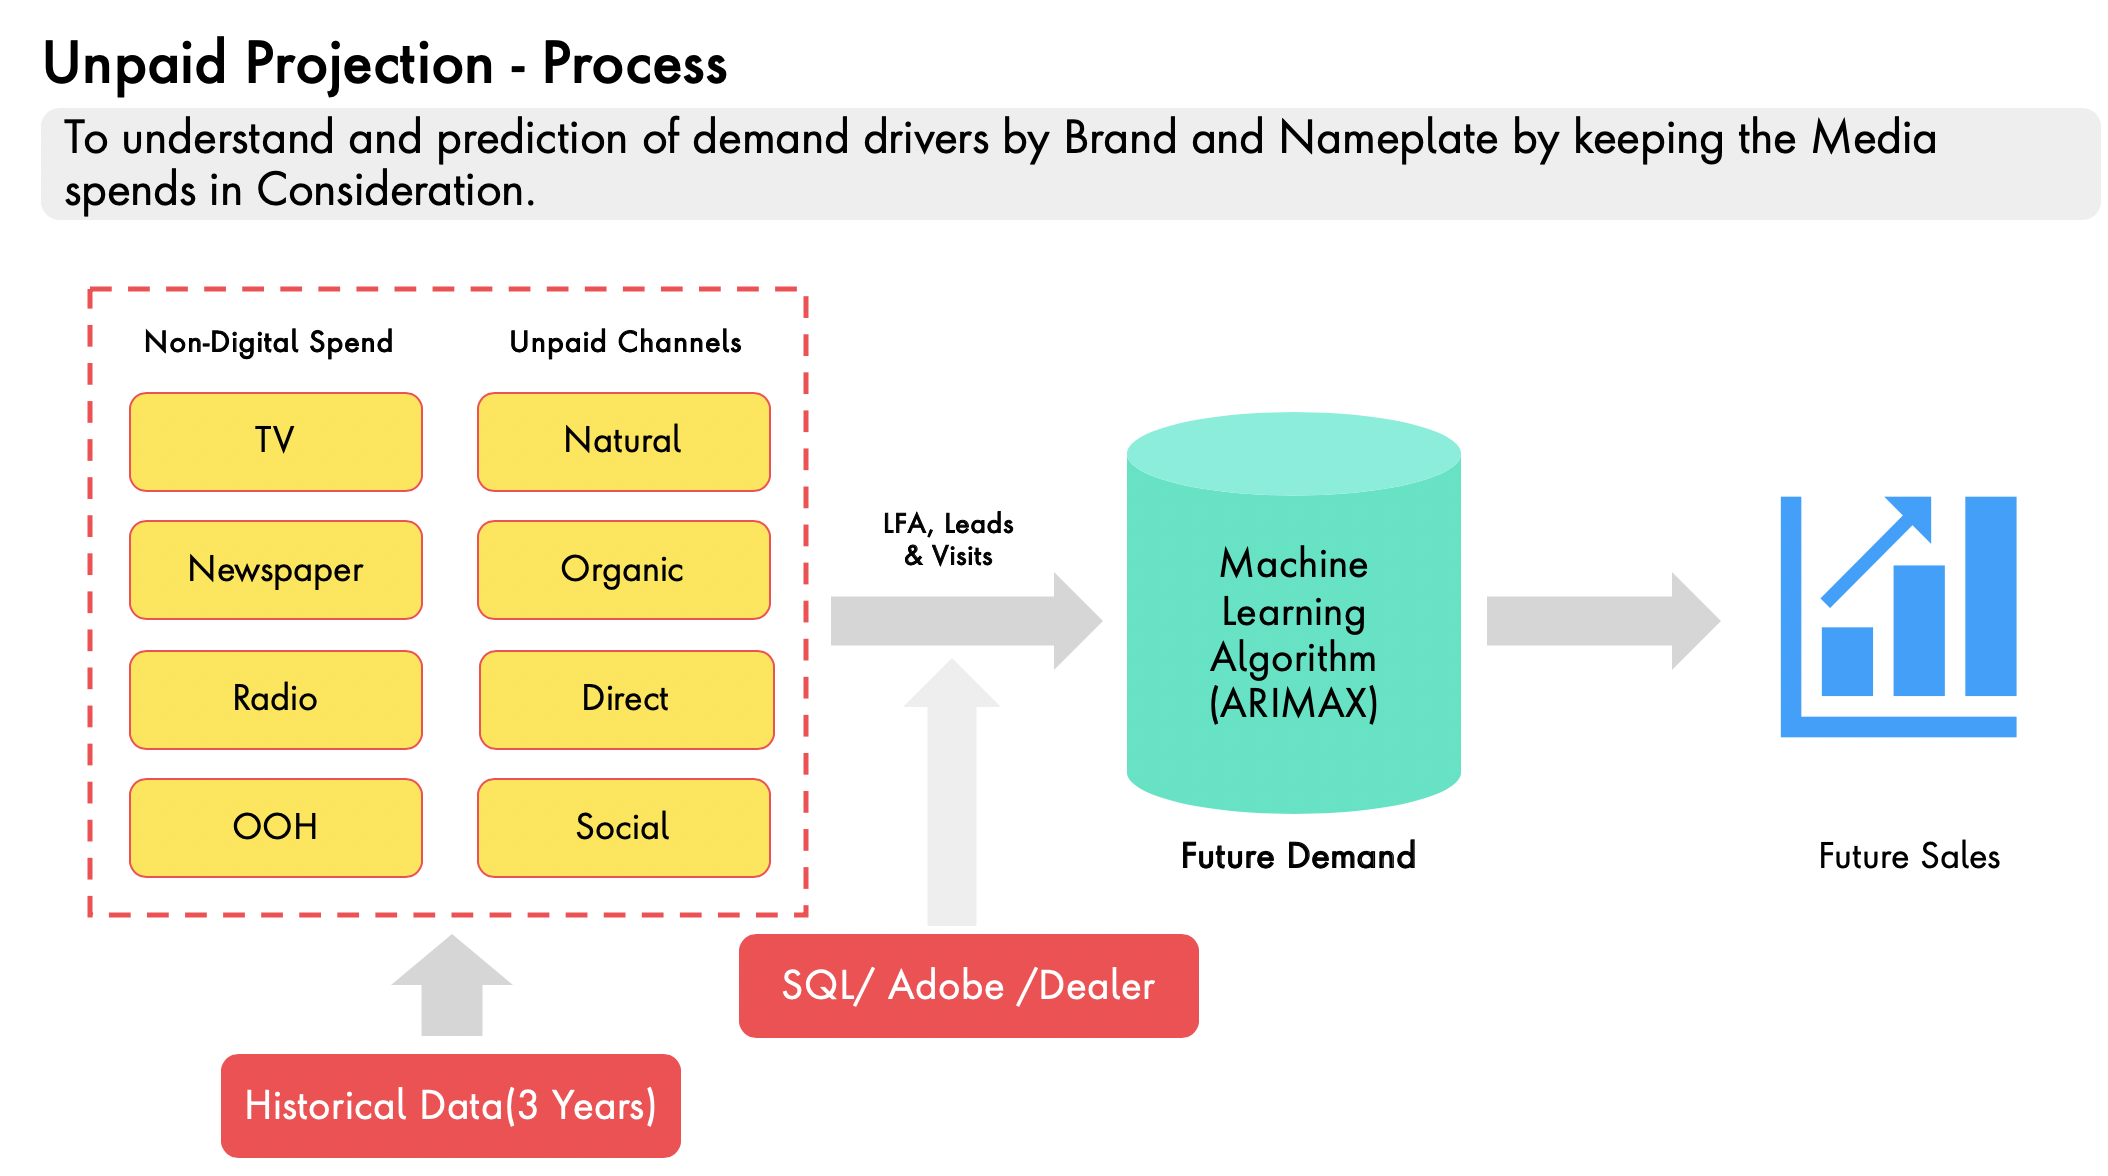 Unpaid Projection - Process
To understand and prediction of demand drivers by Brand and Nameplate by keeping the Media
spends in Consideration.
Non-Digital Spend
Unpaid Channels
TV
Natural
Newspaper
Organic
Radio
Direct
OOH
Social
LFA, Leads
& Visits
Machine
Learning
Algorithm
(ARIMAX)
Future Demand
Future Sales
SQL/ Adobe /Dealer
Historical Data(3 Years)